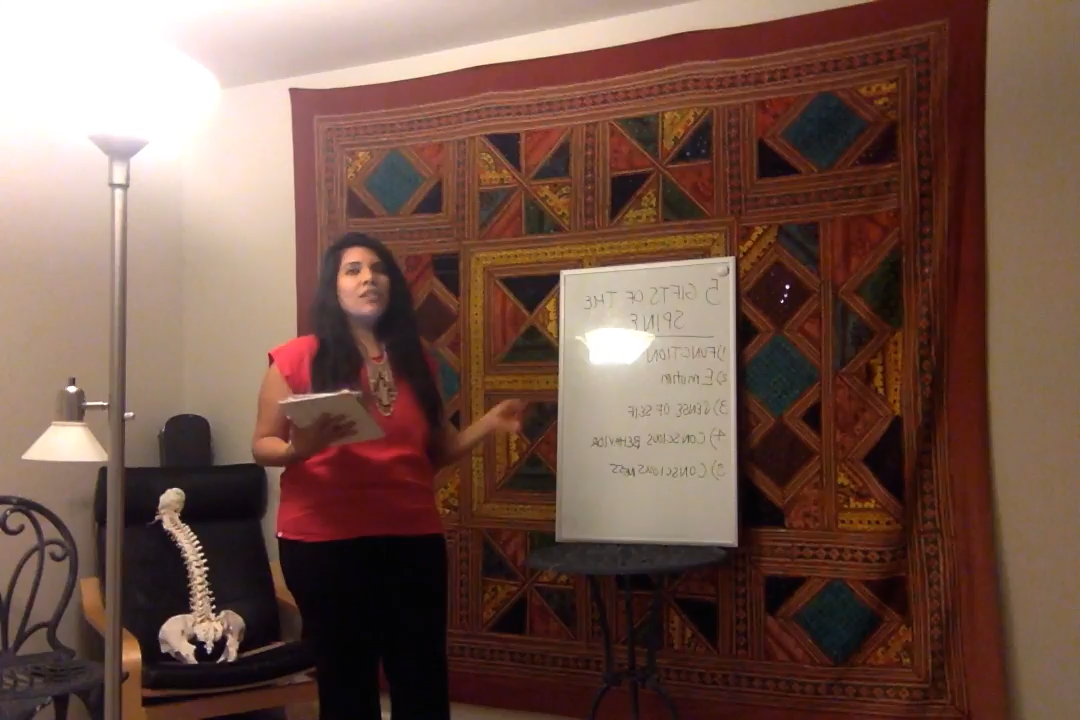 5 GIFTS OF THE
SPINE
1) FUNCTION
2) Emotion
3) SENSE OF SELF
4) CONSCIOUS BEHAVIOR
5) CONSCIOUSNESS